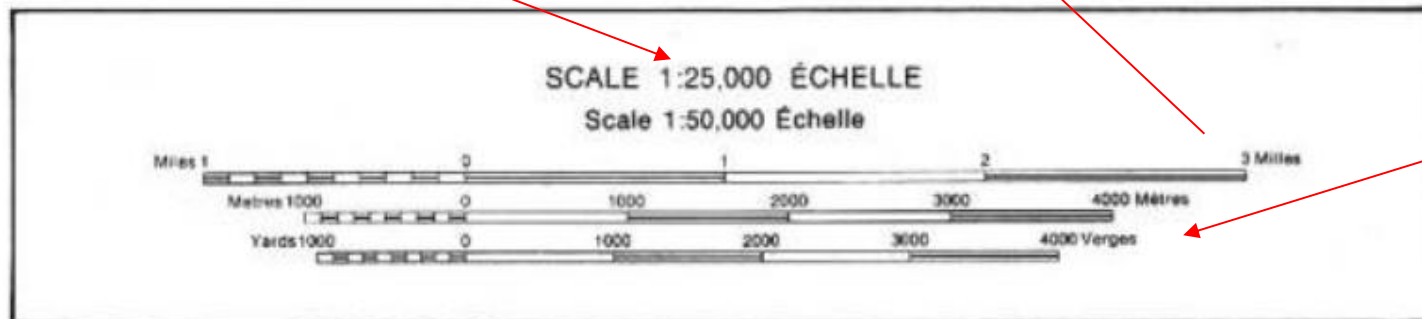 SCALE 1:25,000 ÉCHELLE
Scale 1:50,000 Échelle
Miles 1 0 1 2 3 Milles
Metres 1000 0 1000 2000 3000 4000 Mètres
Yards 1000 0 1000 2000 3000 4000 Verges